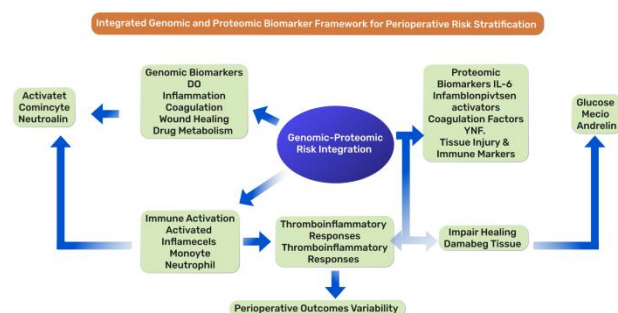 Integrated Genomic and Proteomic Biomarker Framework for Perioperative Risk Stratification
Activatet
Comincyte
Neutroalin
Genomic Biomarkers
DO
Inflammation
Coagulation
Wound Healing
Drug Metabolism
Genomic-Proteomic
Risk Integration
Proteomic
Biomarkers IL-6
Infamblonpivtsen
activators
Coagulation Factors
YNF.
Tissue Injury &
Immune Markers
Glucose
Mecio
Andrelin
Immune Activation
Activated
Inflamecels
Monoyte
Neutrophil
Thromboinflammatory
Responses
Thromboinflammatory
Responses
Impair Healing
Damabeg Tissue
Perioperative Outcomes Variability